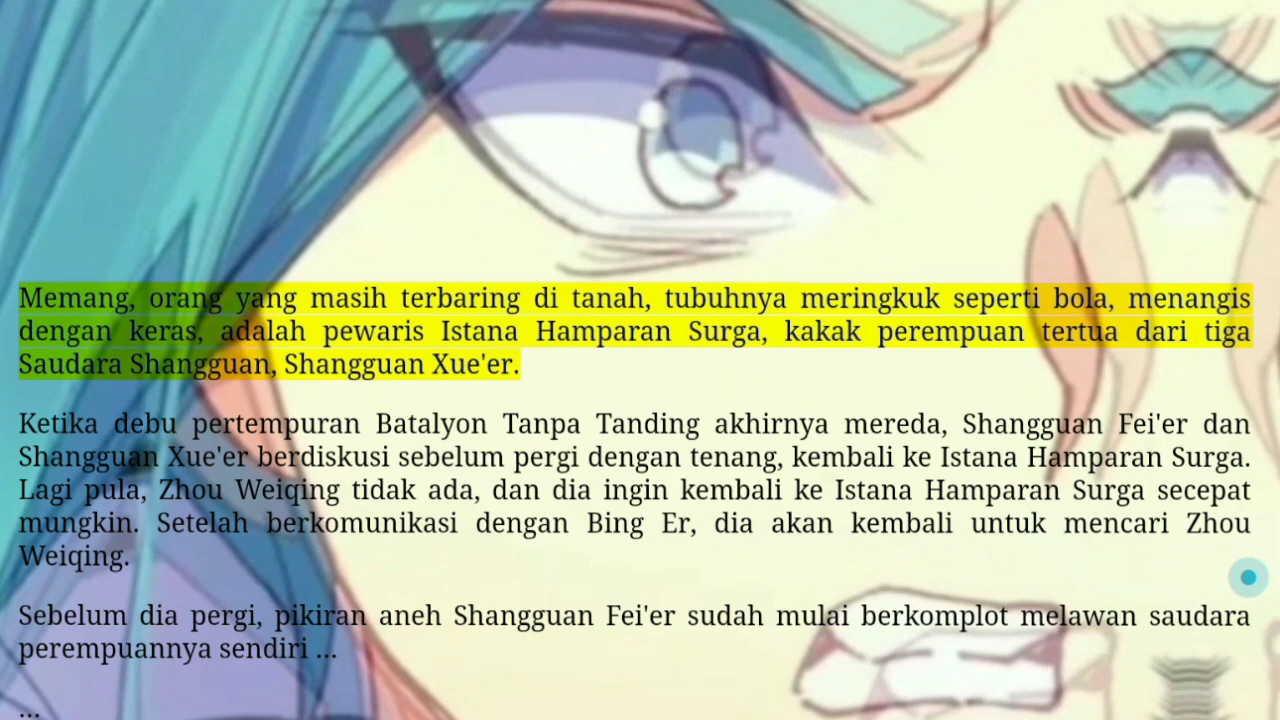 Memang, orang yang masih terbaring di tanah, tubuhnya meringkuk seperti bola, menangis
dengan keras, adalah pewaris Istana Hamparan Surga, kakak perempuan tertua dari tiga
Saudara Shangguan, Shangguan Xue'er.
Ketika debu pertempuran Batalyon Tanpa Tanding akhirnya mereda, Shangguan Fei'er dan
Shangguan Xue'er berdiskusi sebelum pergi dengan tenang, kembali ke Istana Hamparan Surga.
Lagi pula, Zhou Weiqing tidak ada, dan dia ingin kembali ke Istana Hamparan Surga secepat
mungkin. Setelah berkomunikasi dengan Bing Er, dia akan kembali untuk mencari Zhou
Weiqing.
Sebelum dia pergi, pikiran aneh Shangguan Fei'er sudah mulai berkomplot melawan saudara
perempuannya sendiri ...
...